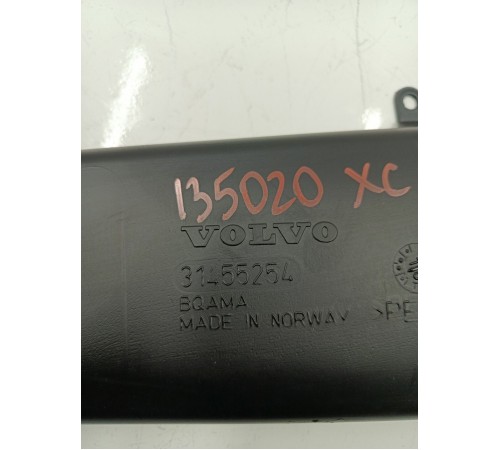 135020 XC
VOLVO
31455254
BQAMA
MADE IN NORWAY >PE